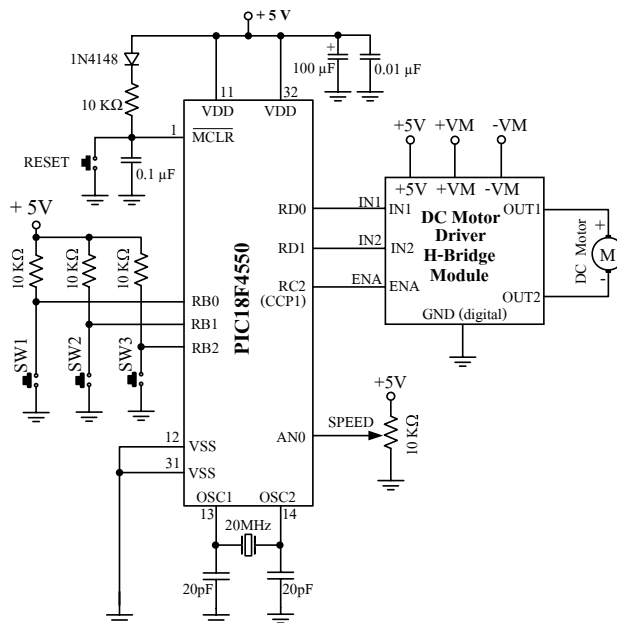 + 5 V
1N4148
10 KΩ
100 µF
0.01 µF
+
11
32
VDD
VDD
1
MCLR
RESET
0.1 µF
+5V
+VM
-VM
+5V
+VM
-VM
DC Motor
Driver
H-Bridge
Module
IN1
IN2
ENA
OUT1
OUT2
GND (digital)
+
M
-
DC Motor
RD0
IN1
RD1
IN2
RC2
(CCP1)
ENA
PIC18F4550
+ 5V
10 KΩ
10 KΩ
10 KΩ
RB0
RB1
RB2
SW1
SW2
SW3
+5V
AN0
SPEED
10 KΩ
12
VSS
31
VSS
OSC1
OSC2
13
14
20MHz
20pF
20pF